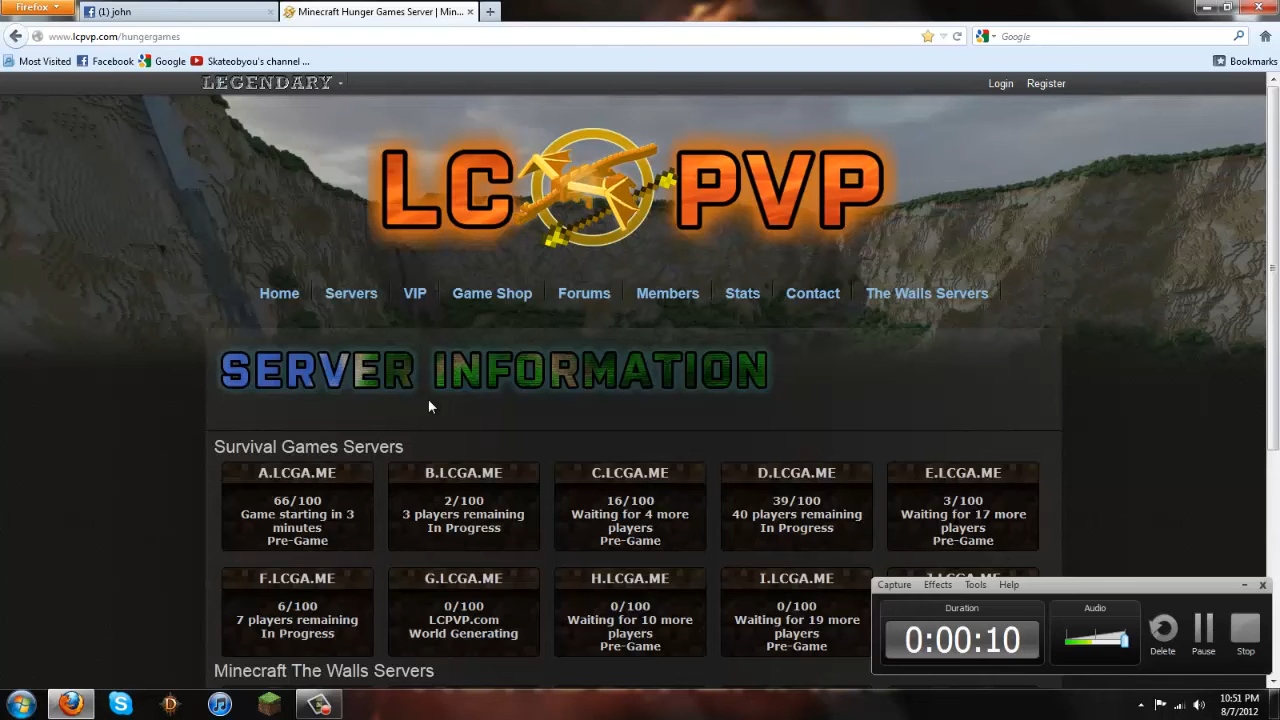 Firefox
(1) john
Minecraft Hunger Games Server | Min...
www.lcpvp.com/hungergames
Google
Most Visited
Facebook
Google
Skateobyou's channel ...
Bookmarks
LEGENDARY
Login
Register
LC PVP
Home
Servers
VIP
Game Shop
Forums
Members
Stats
Contact
The Walls Servers
SERVER INFORMATION
Survival Games Servers
A.LCGA.ME
66/100
Game starting in 3
minutes
Pre-Game
B.LCGA.ME
2/100
3 players remaining
In Progress
C.LCGA.ME
16/100
Waiting for 4 more
players
Pre-Game
D.LCGA.ME
39/100
40 players remaining
In Progress
E.LCGA.ME
3/100
Waiting for 17 more
players
Pre-Game
F.LCGA.ME
6/100
7 players remaining
In Progress
G.LCGA.ME
0/100
LCPVP.com
World Generating
H.LCGA.ME
0/100
Waiting for 10 more
players
Pre-Game
I.LCGA.ME
0/100
Waiting for 19 more
players
Pre-Game
Minecraft The Walls Servers
Capture
Effects
Tools
Help
Duration
0:00:10
Audio
Delete
Pause
Stop
10:51 PM
8/7/2012